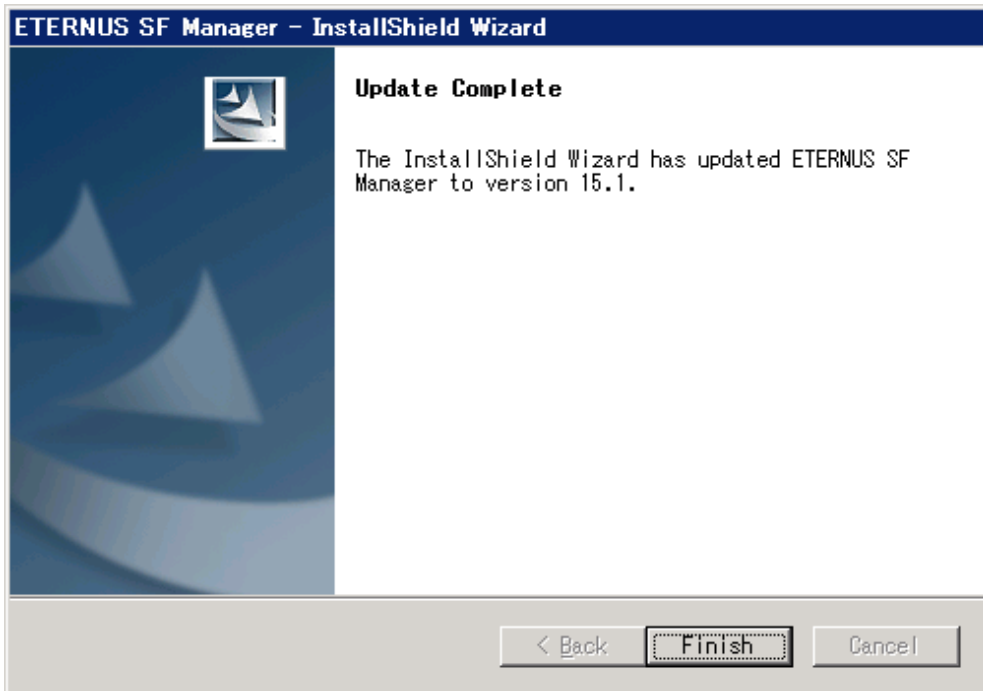 ETERNUS SF Manager - InstallShield Wizard
Update Complete
The InstallShield Wizard has updated ETERNUS SF
Manager to version 15.1.
< Back
Finish
Cancel